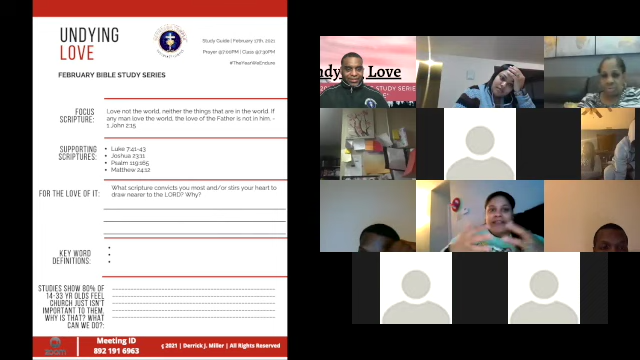 UNDYING
LOVE
Study Guide | February 17th, 2021
Prayer @7:00PM | Class @7:30PM
#TheYearWeEndure
FEBRUARY BIBLE STUDY SERIES
FOCUS SCRIPTURE:
Love not the world, neither the things that are in the world. If
any man love the world, the love of the Father is not in him. -
1 John 2:15
SUPPORTING SCRIPTURES:
• Luke 7:41-43
• Joshua 23:11
• Psalm 119:165
• Matthew 24:12
FOR THE LOVE OF IT:
What scripture convicts you most and/or stirs your heart to
draw nearer to the LORD? Why?
KEY WORD
DEFINITIONS:
STUDIES SHOW 80% OF
14-33 YR OLDS FEEL
CHURCH JUST ISN'T
IMPORTANT TO THEM.
WHY IS THAT? WHAT
CAN WE DO?:
zoom
Meeting ID
892 191 6963
© 2021 | Derrick J. Miller | All Rights Reserved
ndy Love
STUDY SERIES